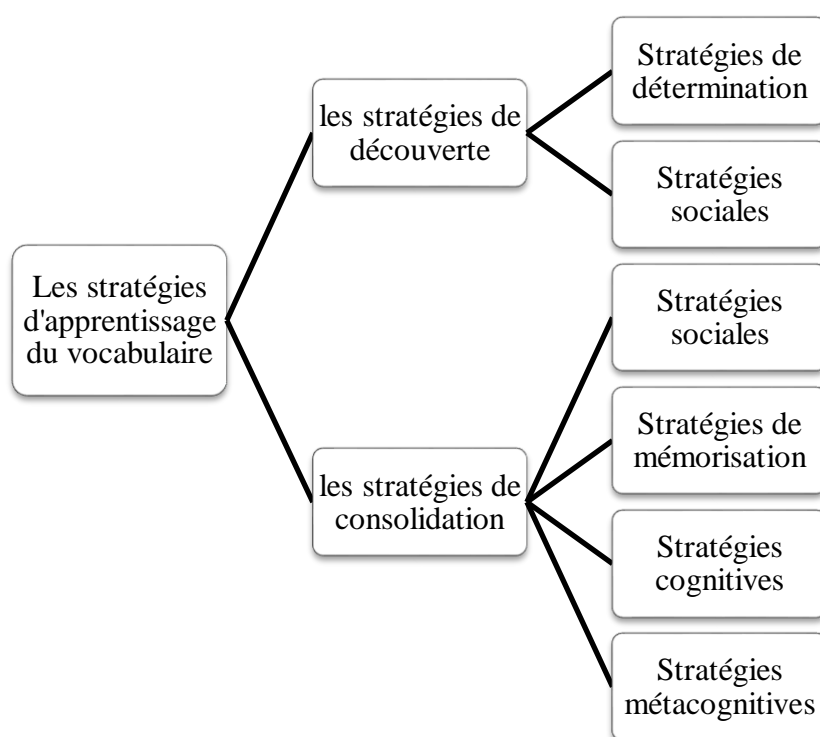 Les stratégies
d'apprentissage
du vocabulaire
les stratégies de
découverte
Stratégies de
détermination
Stratégies
sociales
les stratégies de
consolidation
Stratégies
sociales
Stratégies de
mémorisation
Stratégies
cognitives
Stratégies
métacognitives